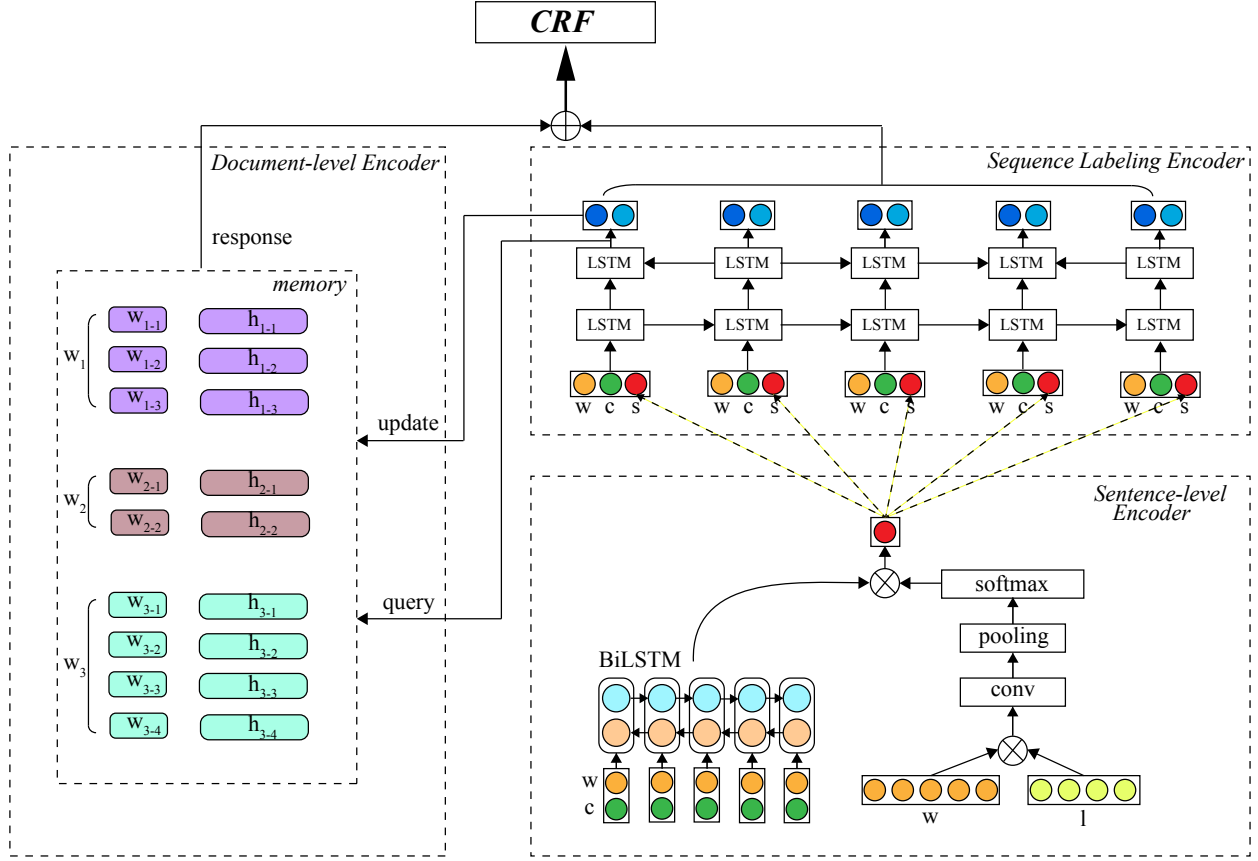 CRF
Document-level Encoder
response
memory
w1-1 h1-1
w1
w1-2 h1-2
w1-3 h1-3
update
w2-1 h2-1
w2
w2-2 h2-2
query
w3-1 h3-1
w3-2 h3-2
w3
w3-3 h3-3
w3-4 h3-4
Sequence Labeling Encoder
LSTM LSTM LSTM LSTM LSTM
LSTM LSTM LSTM LSTM LSTM
w c s w c s w c s w c s w c s
Sentence-level
Encoder
softmax
pooling
conv
BiLSTM
w
c
w l